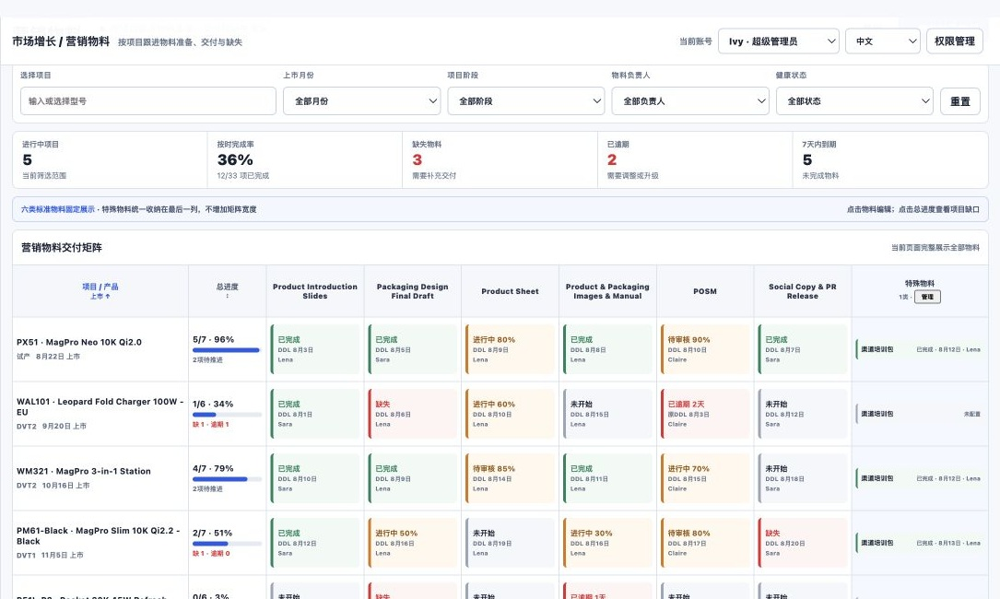 市场增长 / 营销物料 按项目跟进物料准备、交付与缺失
当前账号 Ivy · 超级管理员 中文 权限管理
选择项目 上市月份 项目阶段 物料负责人 健康状态
输入或选择型号 全部月份 全部阶段 全部负责人 全部状态 重置
进行中项目 按时完成率 缺失物料 已逾期 7天内到期
5 36% 3 2 5
当前筛选范围 12/33 项已完成 需要补充交付 需要调整或升级 未完成物料
六类标准物料固定展示 · 特殊物料统一收纳在最后一列，不增加矩阵宽度 点击物料编辑；点击总进度查看项目缺口
营销物料交付矩阵 当前页面完整展示全部物料
项目 / 产品
上市 ↑
总进度
↕
Product Introduction
Slides
Packaging Design
Final Draft
Product Sheet
Product & Packaging
Images & Manual
POSM
Social Copy & PR
Release
特殊物料
1类 · 管理
PX51 · MagPro Neo 10K Qi2.0
试产 8月22日 上市
5/7 · 96%
2项待推进
已完成
DDL 8月3日
Lena
已完成
DDL 8月5日
Sara
进行中 80%
DDL 8月9日
Lena
已完成
DDL 8月8日
Lena
待审核 90%
DDL 8月10日
Claire
已完成
DDL 8月7日
Sara
渠道培训包 已完成 · 8月12日 · Lena
WAL101 · Leopard Fold Charger 100W -
EU
DVT2 9月20日 上市
1/6 · 34%
缺 1 · 逾期 1
已完成
DDL 8月1日
Sara
缺失
DDL 8月6日
Lena
进行中 60%
DDL 8月10日
Lena
未开始
DDL 8月15日
Lena
已逾期 2天
原DDL 8月3日
Claire
未开始
DDL 8月12日
Sara
渠道培训包 未配置
WM321 · MagPro 3-in-1 Station
DVT2 10月16日 上市
4/7 · 79%
2项待推进
已完成
DDL 8月10日
Sara
已完成
DDL 8月9日
Lena
待审核 85%
DDL 8月14日
Lena
已完成
DDL 8月11日
Lena
进行中 70%
DDL 8月15日
Claire
未开始
DDL 8月18日
Sara
渠道培训包 已完成 · 8月12日 · Lena
PM61-Black · MagPro Slim 10K Qi2.2 -
Black
DVT1 11月5日 上市
2/7 · 51%
缺 1 · 逾期 0
已完成
DDL 8月12日
Sara
进行中 50%
DDL 8月16日
Lena
未开始
DDL 8月19日
Lena
进行中 30%
DDL 8月16日
Lena
待审核 80%
DDL 8月17日
Claire
缺失
DDL 8月20日
Sara
渠道培训包 已完成 · 8月13日 · Lena
0/6 · 3%
未开始
缺失
未开始
已逾期 1天
未开始
未开始